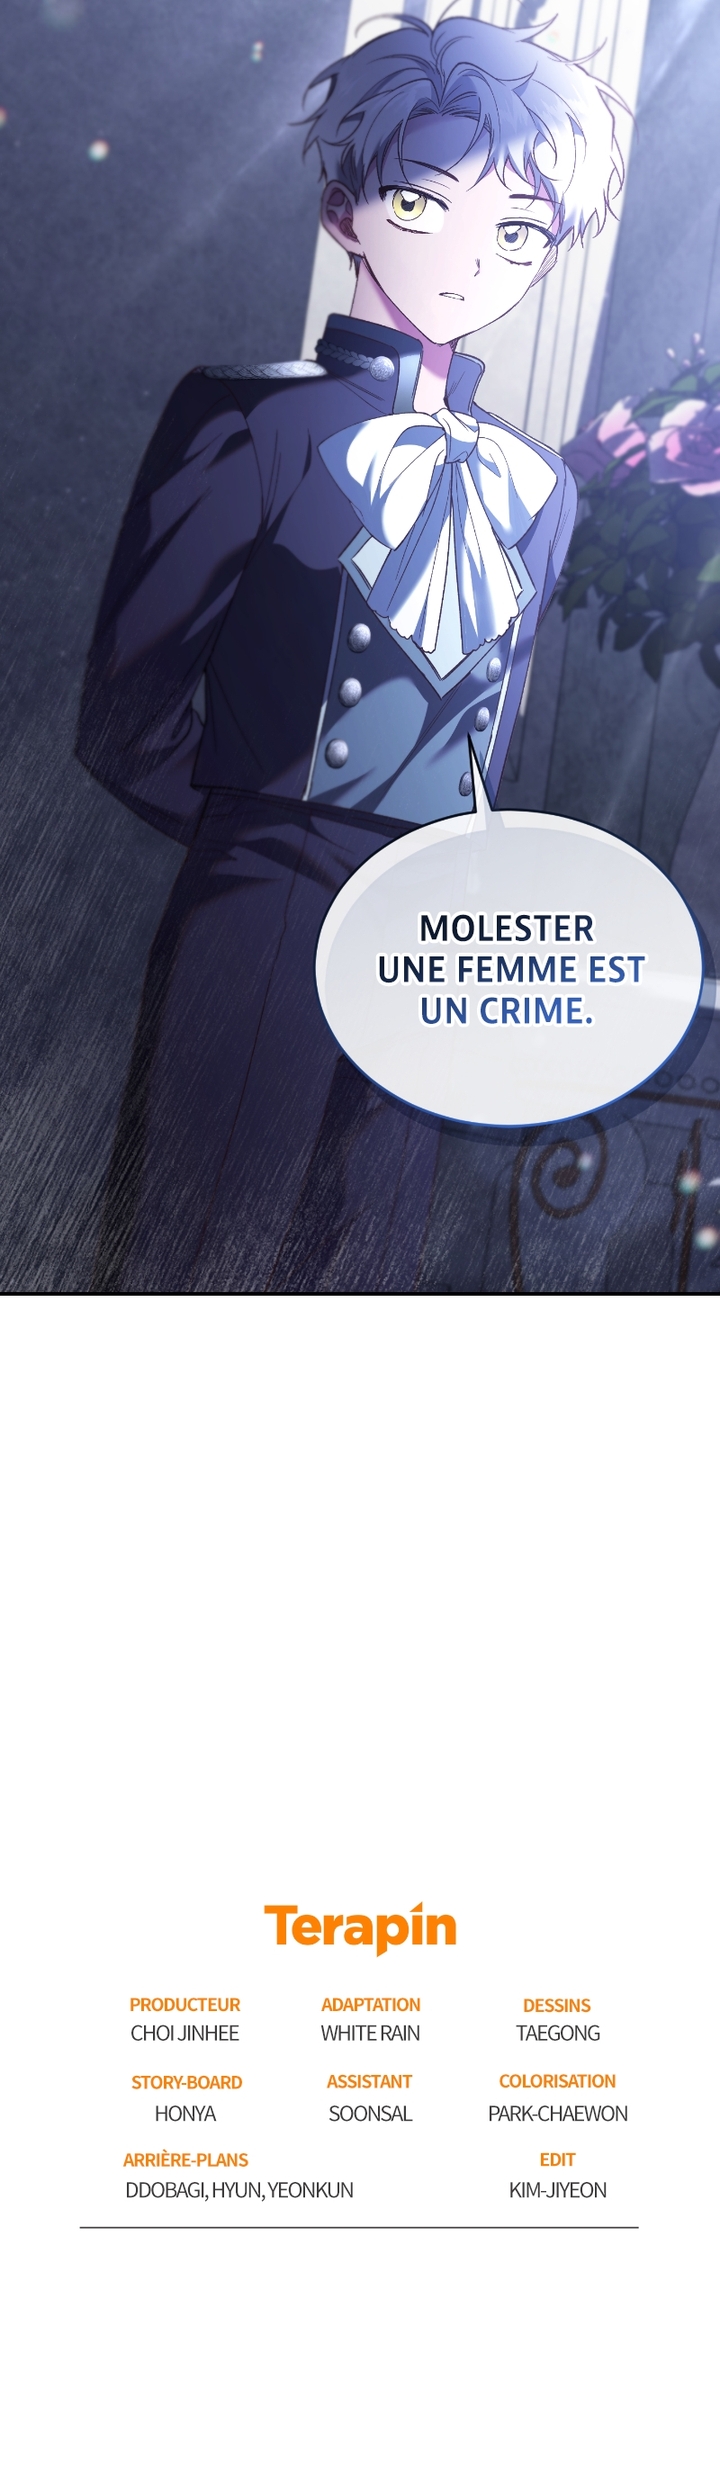 MOLESTER
UNE FEMME EST
UN CRIME.
Terapin
PRODUCTEUR
CHOI JINHEE
ADAPTATION
WHITE RAIN
DESSINS
TAEGONG
STORY-BOARD
HONYA
ASSISTANT
SOONSAL
COLORISATION
PARK-CHAEWON
ARRIÈRE-PLANS
DDOBAGI, HYUN, YEONKUN
EDIT
KIM-JIYEON